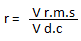 r = V r.m.s
V d.c